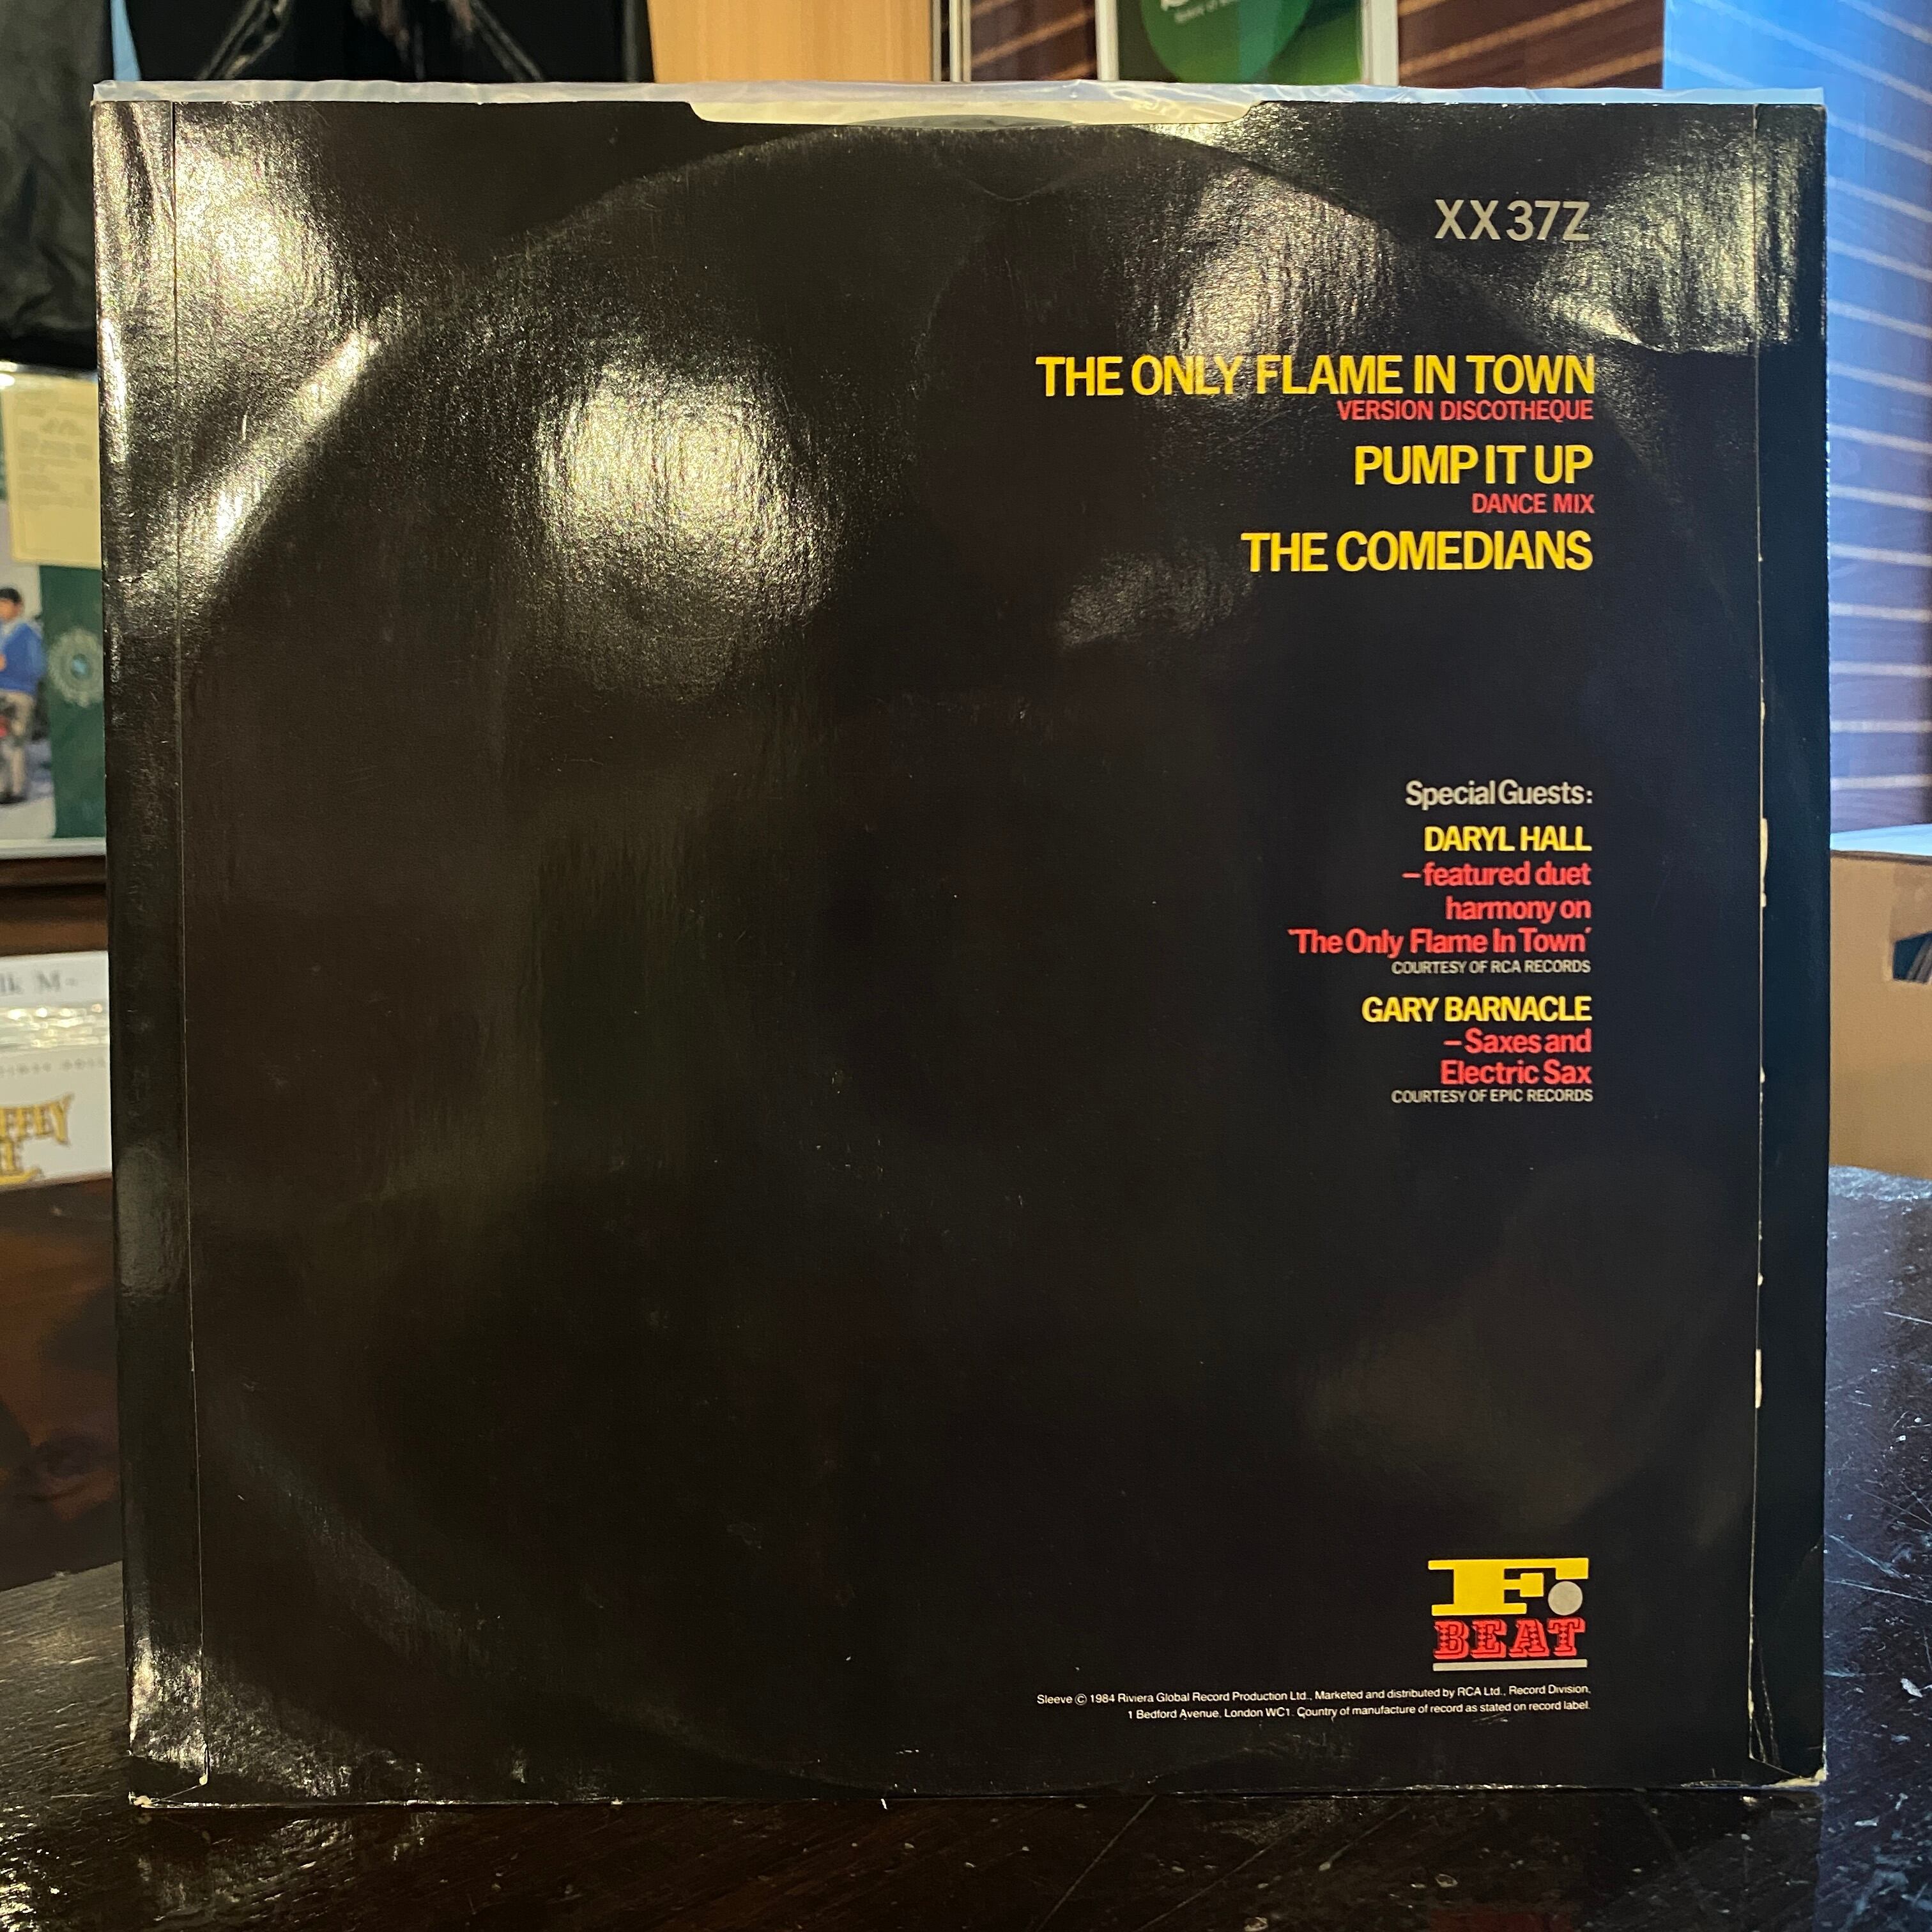 XX37Z
THE ONLY FLAME IN TOWN
VERSION DISCOTHEQUE
PUMP IT UP
DANCE MIX
THE COMEDIANS
Special Guests:
DARYL HALL
–featured duet
harmony on
'The Only Flame In Town'
COURTESY OF RCA RECORDS
GARY BARNACLE
–Saxes and
Electric Sax
COURTESY OF EPIC RECORDS
F.
BEAT
Sleeve © 1984 Riviera Global Record Production Ltd., Marketed and distributed by RCA Ltd., Record Division,
1 Bedford Avenue, London WC1. Country of manufacture of record as stated on record label.